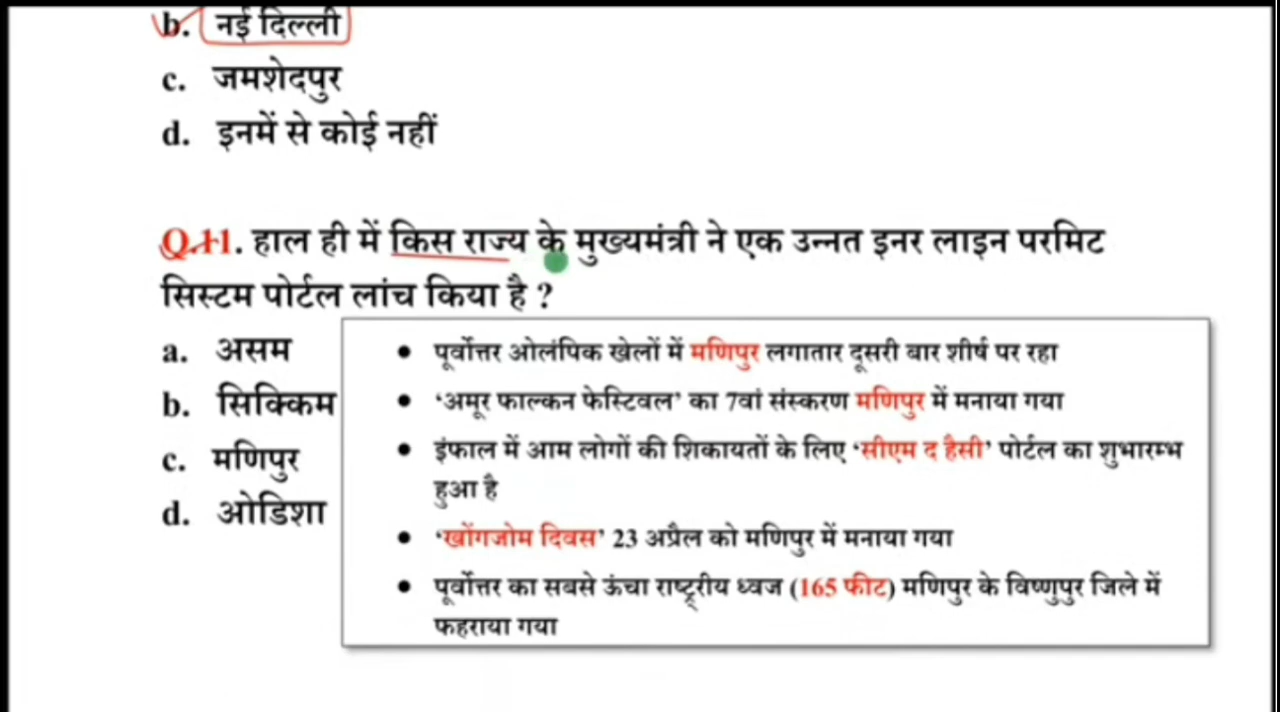 b. नई दिल्ली
c. जमशेदपुर
d. इनमें से कोई नहीं
Q.11. हाल ही में किस राज्य के मुख्यमंत्री ने एक उन्नत इनर लाइन परमिट
सिस्टम पोर्टल लांच किया है ?
a. असम
b. सिक्किम
c. मणिपुर
d. ओडिशा
• पूर्वोत्तर ओलंपिक खेलों में मणिपुर लगातार दूसरी बार शीर्ष पर रहा
• ‘अमूर फाल्कन फेस्टिवल’ का 7वां संस्करण मणिपुर में मनाया गया
• इंफाल में आम लोगों की शिकायतों के लिए ‘सीएम द हैसी’ पोर्टल का शुभारम्भ
हुआ है
• ‘खोंगजोम दिवस’ 23 अप्रैल को मणिपुर में मनाया गया
• पूर्वोत्तर का सबसे ऊंचा राष्ट्रीय ध्वज (165 फीट) मणिपुर के विष्णुपुर जिले में
फहराया गया